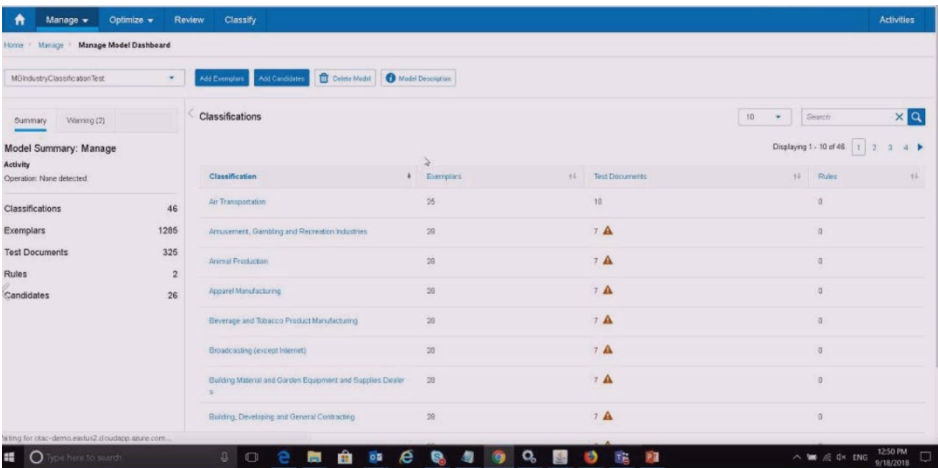 Manage Optimize Review Classify Activities
Home Manage Manage Model Dashboard
MGIndustryClassificationTest Add Exemplars Add Candidates Delete Model Model Description
Summary Warning (2)
Classifications 10 Search
Model Summary: Manage
Displaying 1 - 10 of 46 1 2 3 4
Activity
Operation: None detected
Classification Exemplars Test Documents Rules
Classifications 46
Exemplars 1285
Test Documents 325
Rules 2
Candidates 26
Air Transportation 25 10 0
Amusement, Gambling and Recreation Industries 28 7 0
Animal Production 28 7 0
Apparel Manufacturing 28 7 0
Beverage and Tobacco Product Manufacturing 28 7 0
Broadcasting (except Internet) 28 7 0
Building Material and Garden Equipment and Supplies Dealer
s 28 7 0
Building, Developing and General Contracting 28 7 0
Type here to search
ENG 12:50 PM
9/18/2018